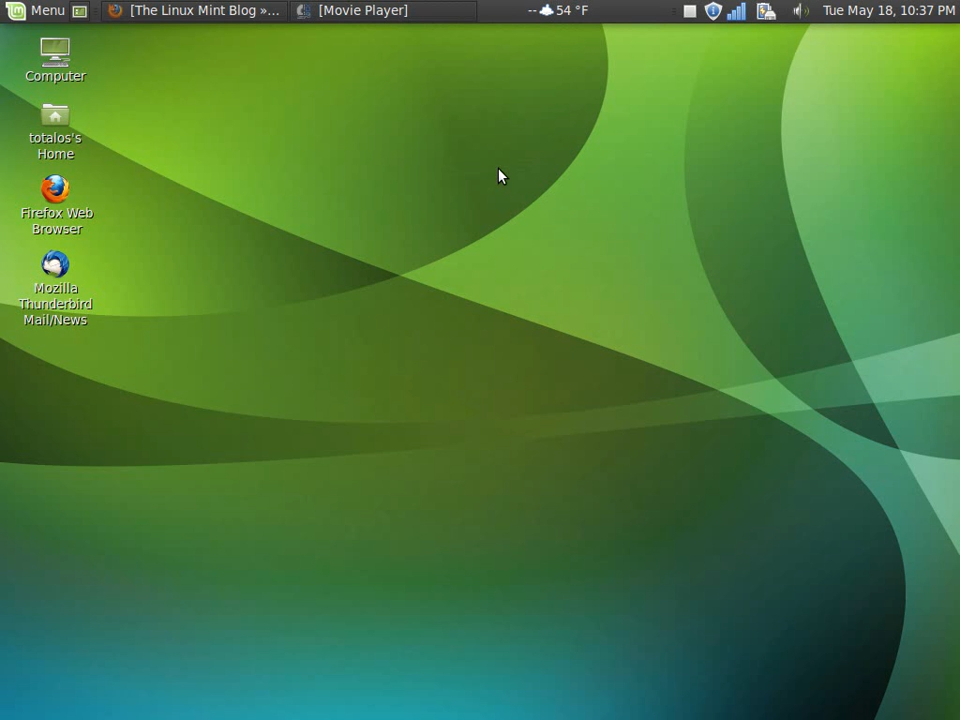 Menu
[The Linux Mint Blog »...
[Movie Player]
-- 54 °F
Tue May 18, 10:37 PM
Computer
totalos's
Home
Firefox Web
Browser
Mozilla
Thunderbird
Mail/News